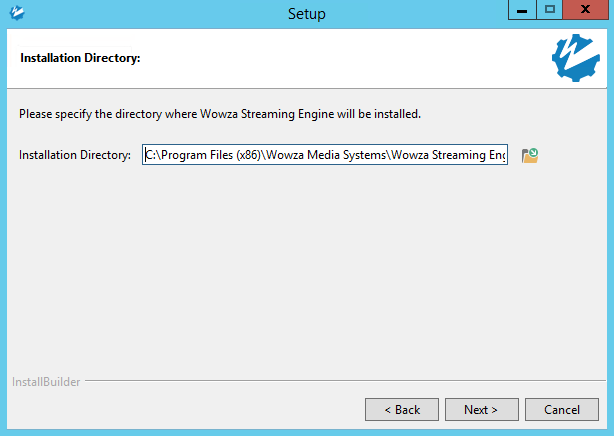 Setup
Installation Directory:
Please specify the directory where Wowza Streaming Engine will be installed.
Installation Directory: C:\Program Files (x86)\Wowza Media Systems\Wowza Streaming Eng
InstallBuilder
< Back Next > Cancel